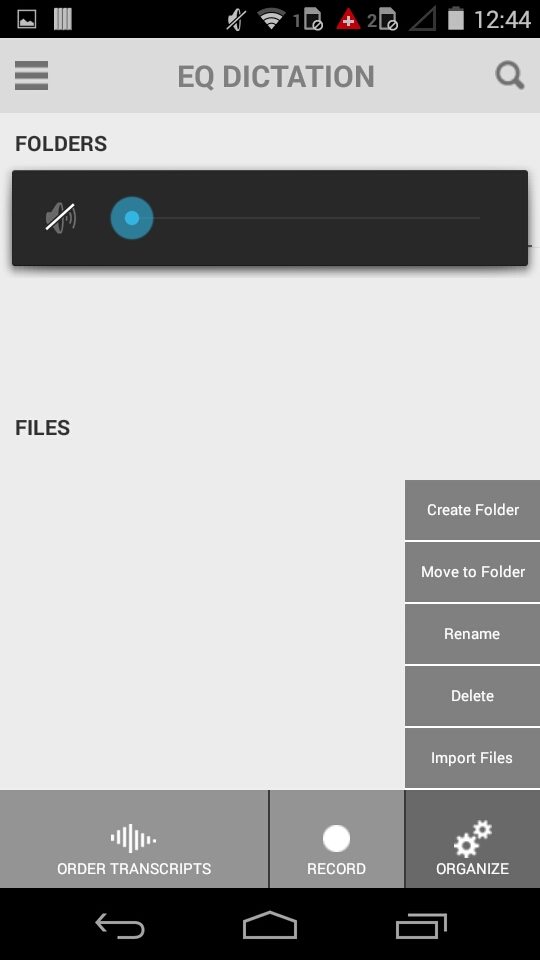 1 2 12:44
EQ DICTATION
FOLDERS
FILES
Create Folder
Move to Folder
Rename
Delete
Import Files
ORDER TRANSCRIPTS
RECORD
ORGANIZE